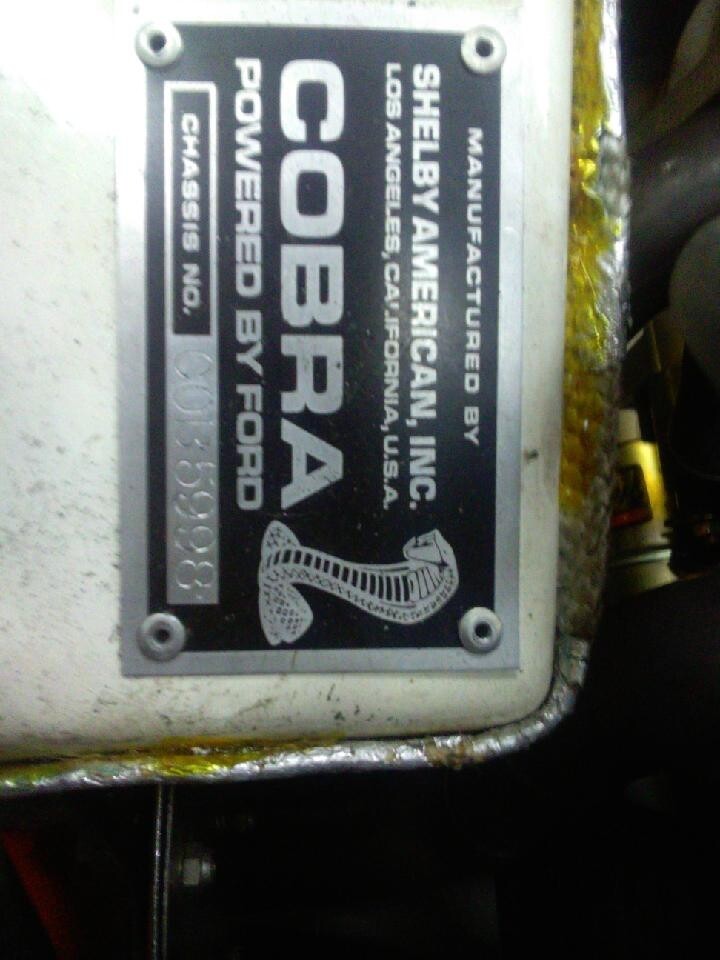 MANUFACTURED BY
SHELBY AMERICAN, INC.
LOS ANGELES, CALIFORNIA, U.S.A.
COBRA
POWERED BY FORD
CHASSIS NO.